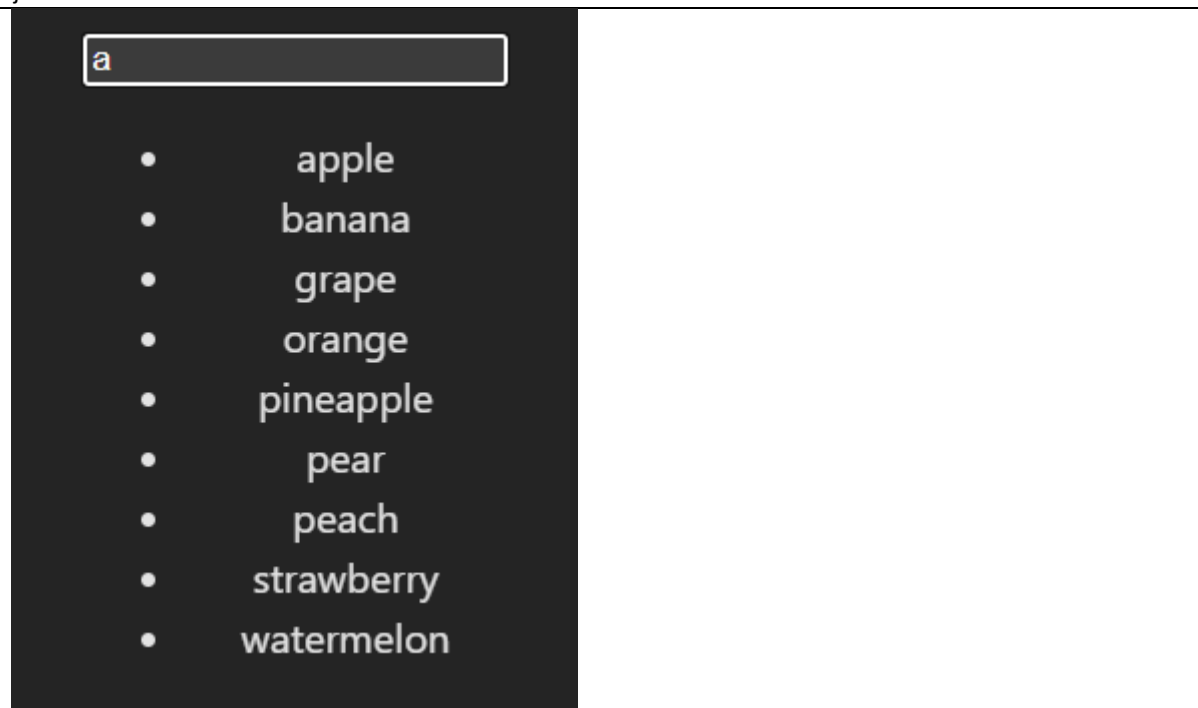 a
apple
banana
grape
orange
pineapple
pear
peach
strawberry
watermelon